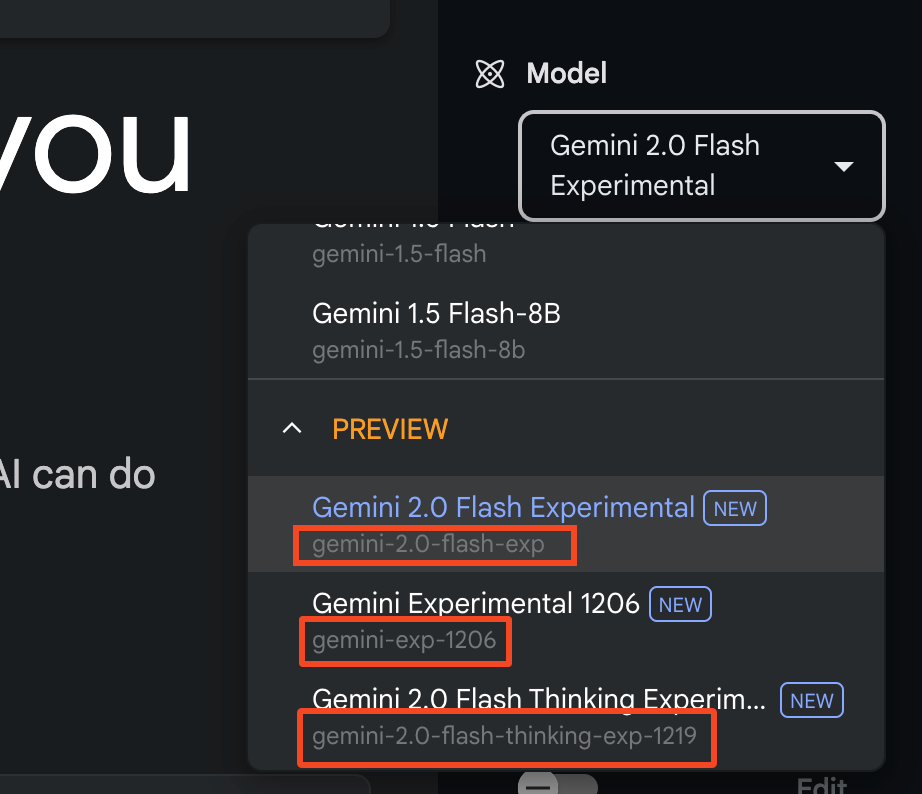 you
AI can do
Model
Gemini 2.0 Flash
Experimental
gemini-1.5-flash
Gemini 1.5 Flash-8B
gemini-1.5-flash-8b
PREVIEW
Gemini 2.0 Flash Experimental NEW
gemini-2.0-flash-exp
Gemini Experimental 1206 NEW
gemini-exp-1206
Gemini 2.0 Flash Thinking Experim... NEW
gemini-2.0-flash-thinking-exp-1219
Edit